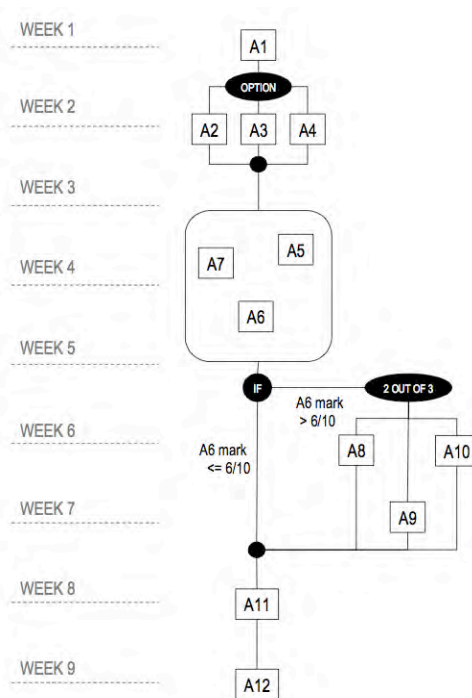 WEEK 1
A1
OPTION
WEEK 2
A2 A3 A4
WEEK 3
A5
WEEK 4
A7
A6
WEEK 5
IF
2 OUT OF 3
A6 mark
> 6/10
WEEK 6
A6 mark
<= 6/10
A8 A10
WEEK 7
A9
WEEK 8
A11
WEEK 9
A12